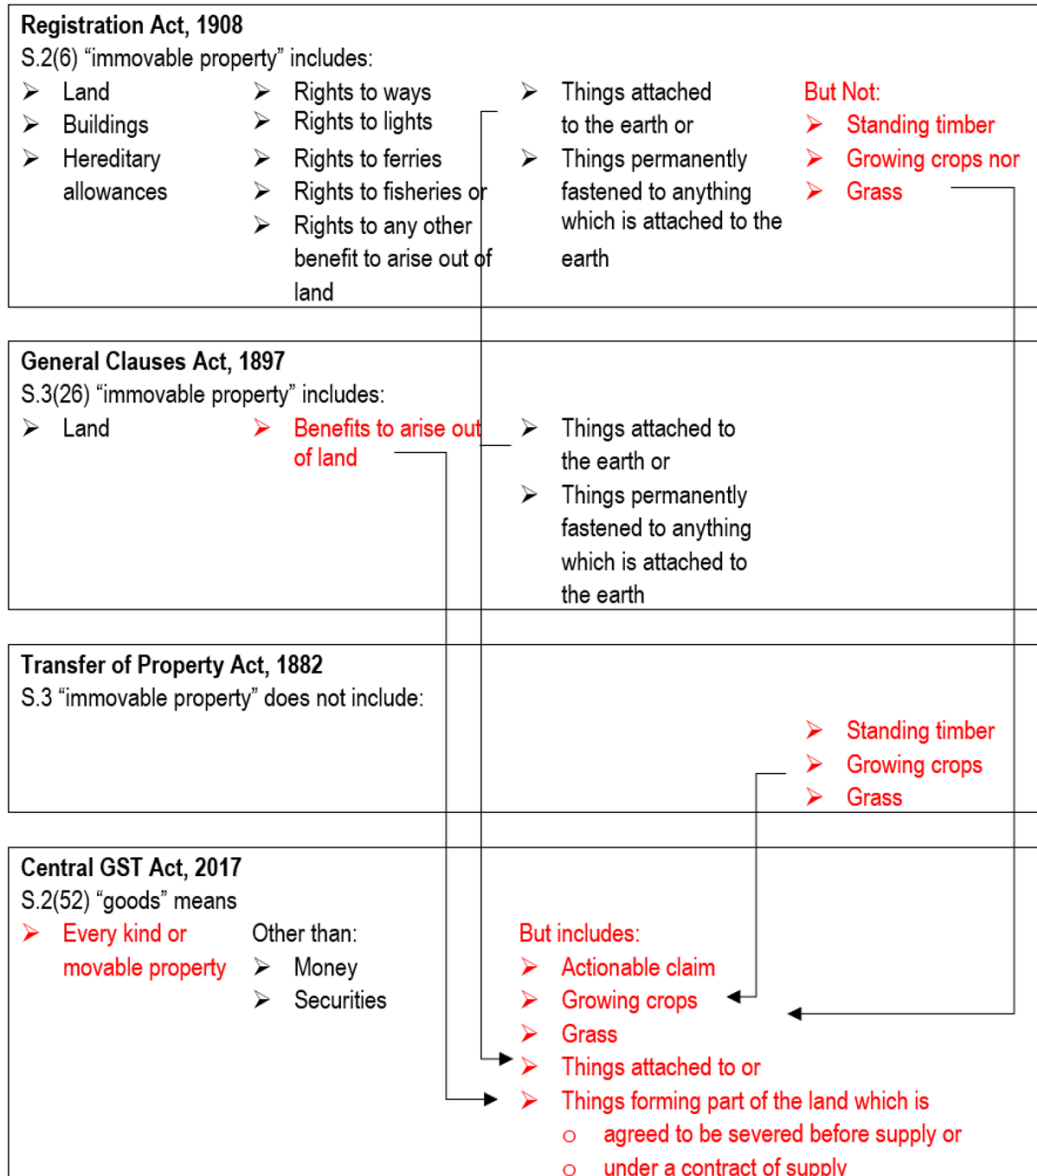 Registration Act, 1908
S.2(6) “immovable property” includes:
➢ Land
➢ Buildings
➢ Hereditary
allowances
➢ Rights to ways
➢ Rights to lights
➢ Rights to ferries
➢ Rights to fisheries or
➢ Rights to any other
benefit to arise out of
land
➢ Things attached
to the earth or
➢ Things permanently
fastened to anything
which is attached to the
earth
But Not:
➢ Standing timber
➢ Growing crops nor
➢ Grass
General Clauses Act, 1897
S.3(26) “immovable property” includes:
➢ Land
➢ Benefits to arise out
of land
➢ Things attached to
the earth or
➢ Things permanently
fastened to anything
which is attached to
the earth
Transfer of Property Act, 1882
S.3 “immovable property” does not include:
➢ Standing timber
➢ Growing crops
➢ Grass
Central GST Act, 2017
S.2(52) “goods” means
➢ Every kind or
movable property
Other than:
➢ Money
➢ Securities
But includes:
➢ Actionable claim
➢ Growing crops
➢ Grass
➢ Things attached to or
➢ Things forming part of the land which is
o agreed to be severed before supply or
o under a contract of supply